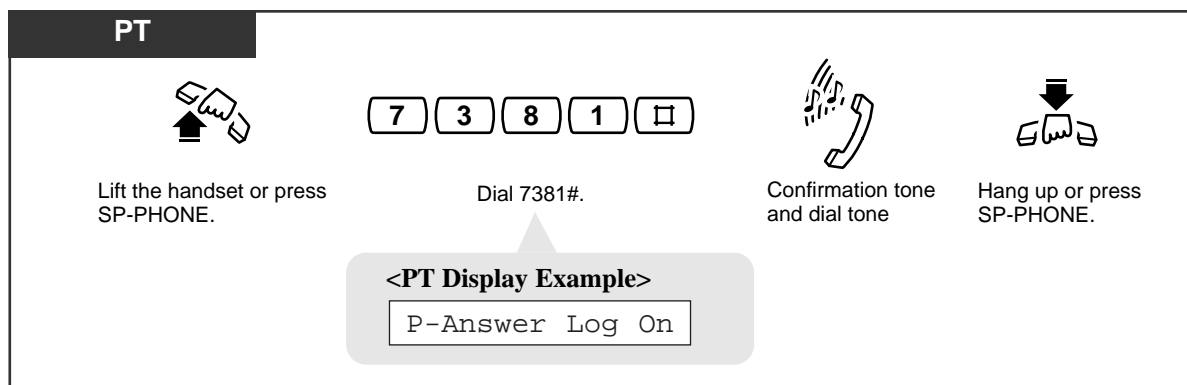 PT
7 3 8 1 #
Lift the handset or press
SP-PHONE.
Dial 7381#.
Confirmation tone
and dial tone
Hang up or press
SP-PHONE.
<PT Display Example>
P-Answer Log On